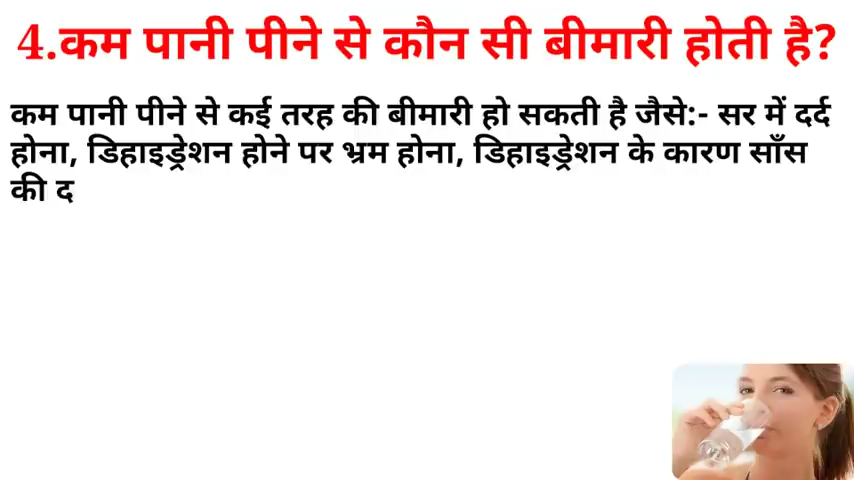 4.कम पानी पीने से कौन सी बीमारी होती है?
कम पानी पीने से कई तरह की बीमारी हो सकती है जैसे:- सर में दर्द
होना, डिहाइड्रेशन होने पर भ्रम होना, डिहाइड्रेशन के कारण साँस
की द